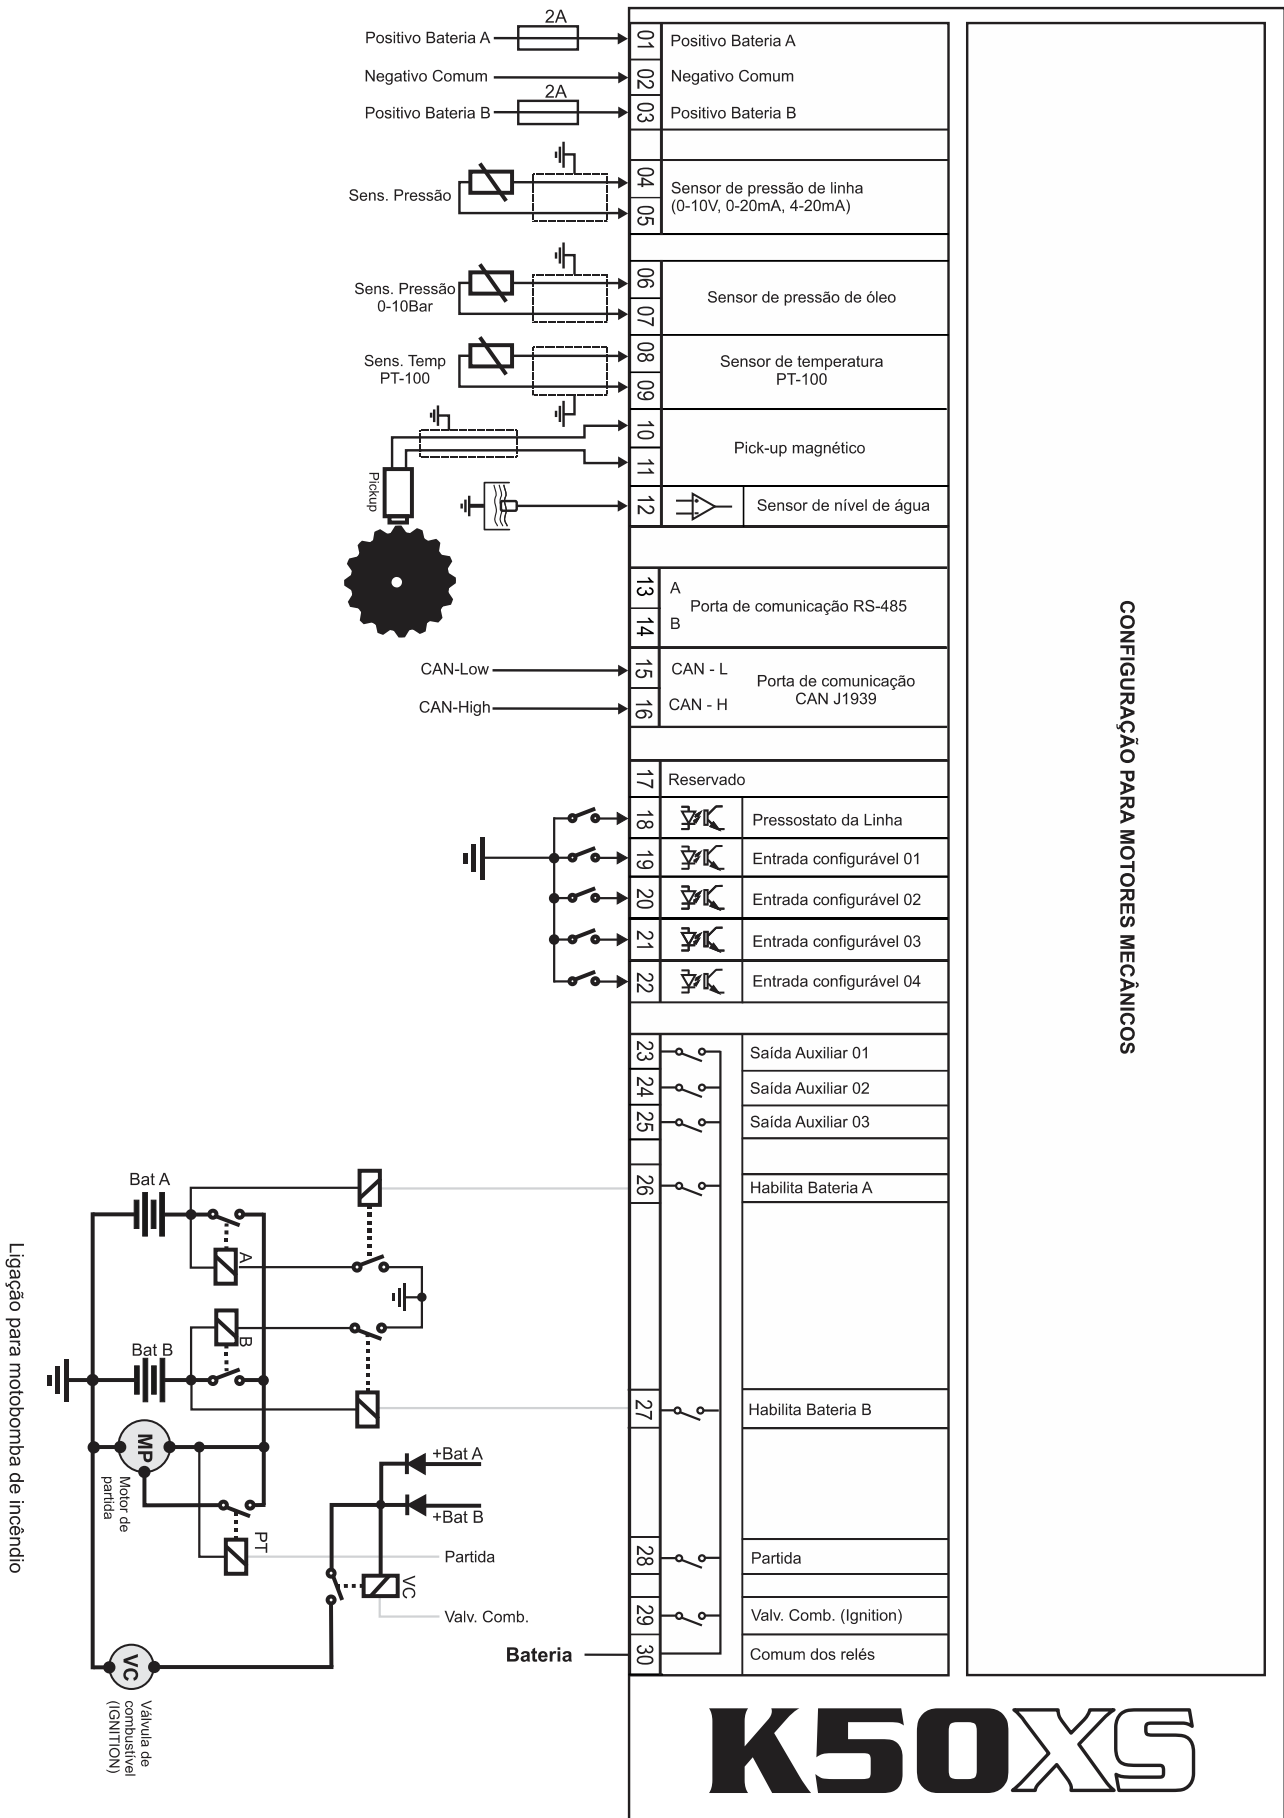 2A
Positivo Bateria A
01
Positivo Bateria A
Negativo Comum
02
Negativo Comum
2A
Positivo Bateria B
03
Positivo Bateria B
Sens. Pressão
04
05
Sensor de pressão de linha
(0-10V, 0-20mA, 4-20mA)
Sens. Pressão
0-10Bar
06
07
Sensor de pressão de óleo
Sens. Temp
PT-100
08
09
Sensor de temperatura
PT-100
Pickup
10
11
Pick-up magnético
12
Sensor de nível de água
13
14
A
Porta de comunicação RS-485
B
CAN-Low
15
CAN - L
CAN-High
16
CAN - H
Porta de comunicação
CAN J1939
17
Reservado
18
Pressostato da Linha
19
Entrada configurável 01
20
Entrada configurável 02
21
Entrada configurável 03
22
Entrada configurável 04
23
Saída Auxiliar 01
24
Saída Auxiliar 02
25
Saída Auxiliar 03
26
Habilita Bateria A
27
Habilita Bateria B
28
Partida
29
Valv. Comb. (Ignition)
Bateria
30
Comum dos relés
Bat A
A
B
Bat B
MP
Motor de
partida
PT
+Bat A
+Bat B
Partida
VC
Valv. Comb.
VC
Válvula de
combustível
(IGNITION)
Ligação para motobomba de incêndio
CONFIGURAÇÃO PARA MOTORES MECÂNICOS
K50XS